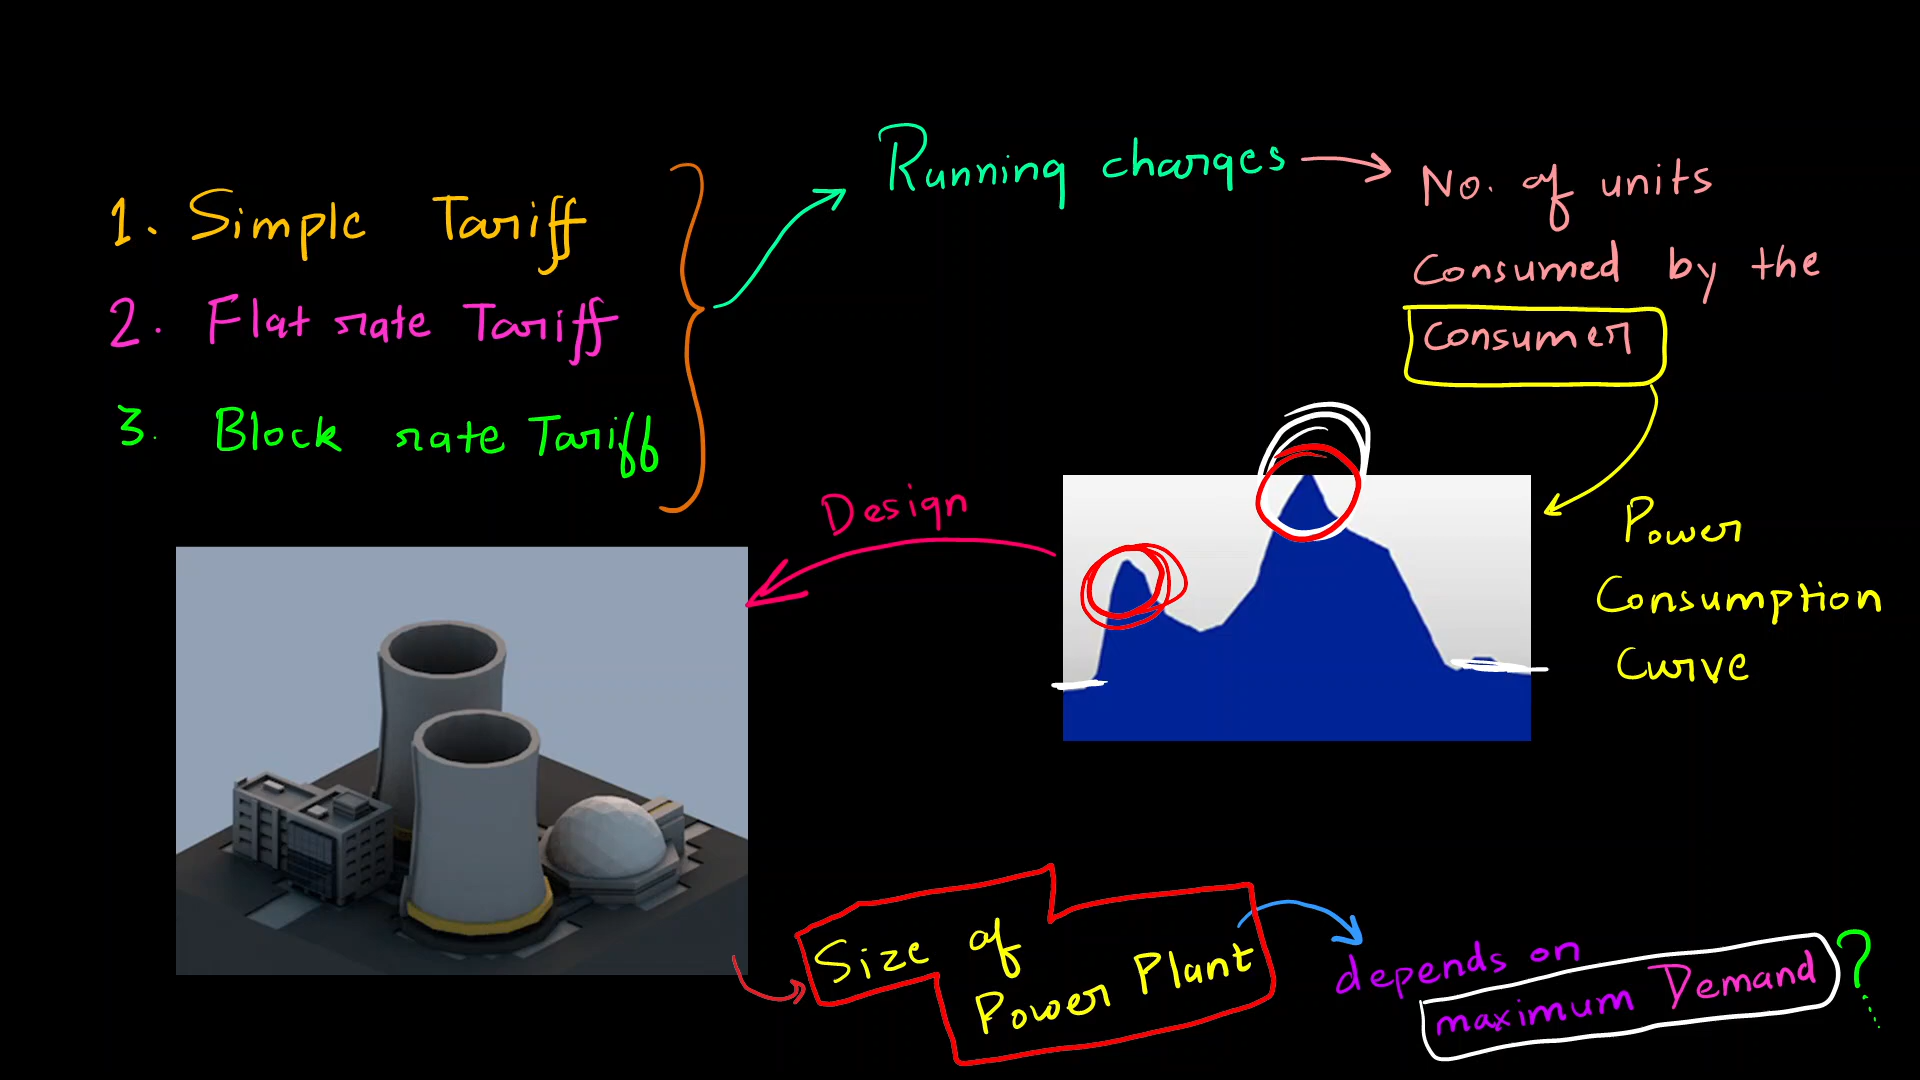 1. Simple Tariff
2. Flat rate Tariff
3. Block rate Tariff
Running charges
No. of units
Consumed by the
Consumer
Power
Consumption
Curve
Design
Size of
Power Plant
depends on
maximum Demand ?